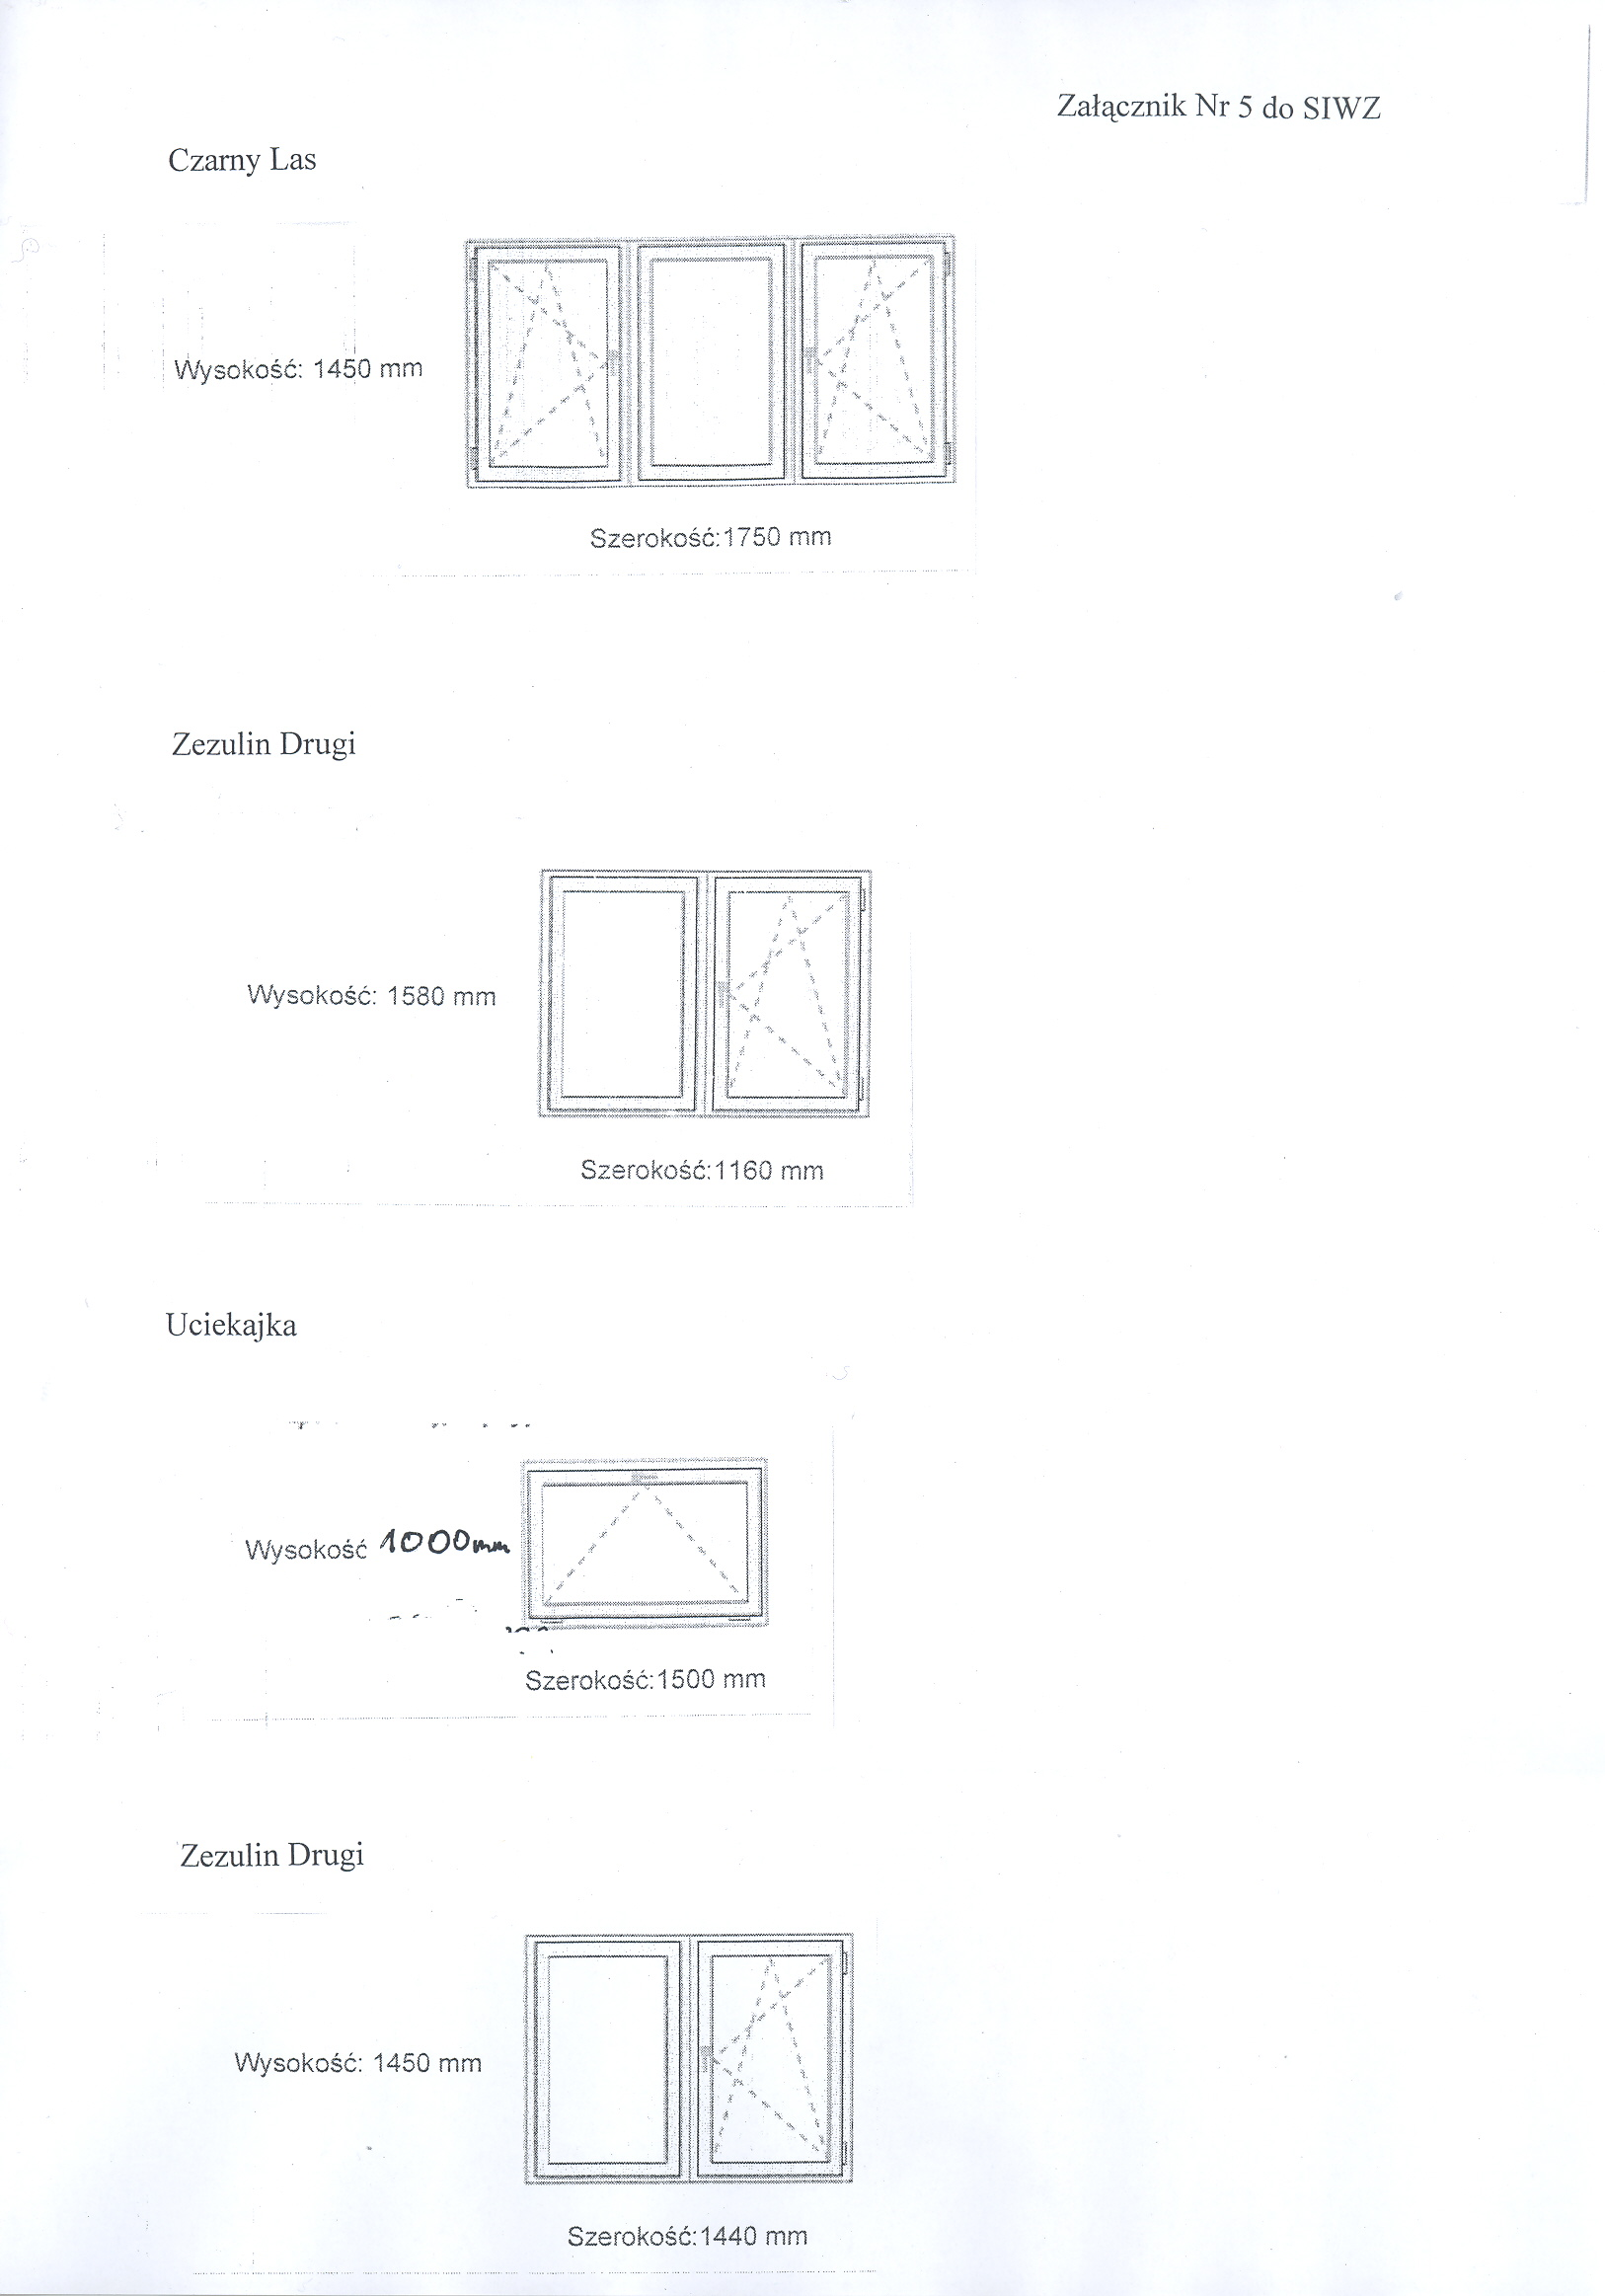 Załącznik Nr 5 do SIWZ
Czarny Las
Wysokość: 1450 mm
Szerokość:1750 mm
Zezulin Drugi
Wysokość: 1580 mm
Szerokość:1160 mm
Uciekajka
Wysokość 1000mm
Szerokość:1500 mm
Zezulin Drugi
Wysokość: 1450 mm
Szerokość:1440 mm